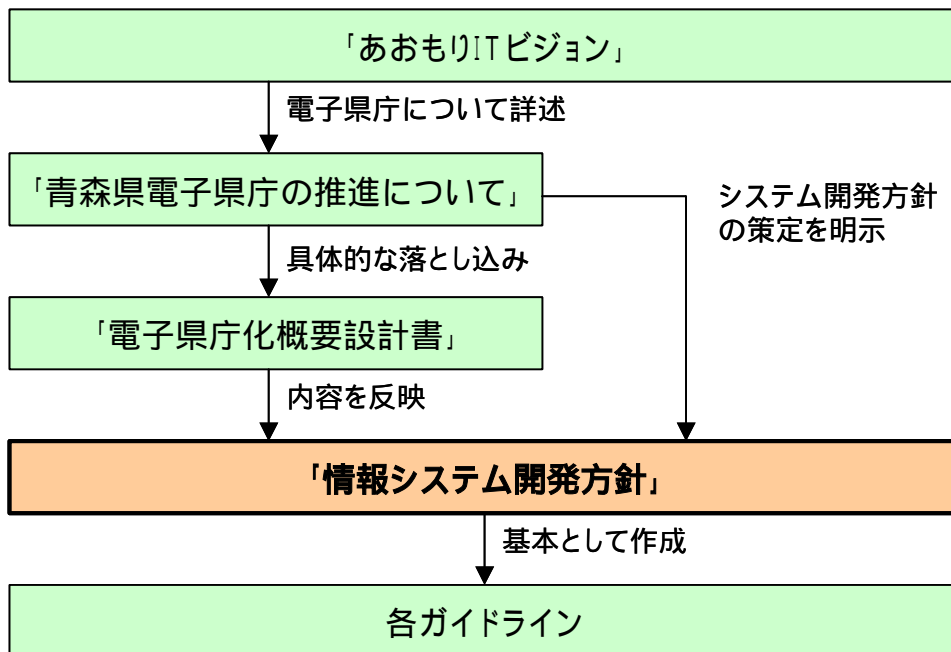 「あおもりITビジョン」
電子県庁について詳述
「青森県電子県庁の推進について」
システム開発方針
の策定を明示
具体的な落とし込み
「電子県庁化概要設計書」
内容を反映
「情報システム開発方針」
基本として作成
各ガイドライン